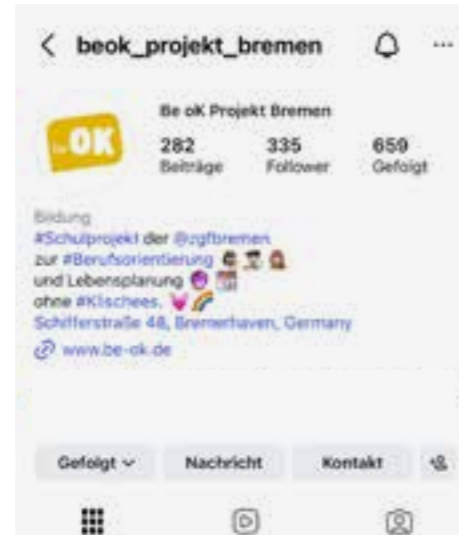 beok_projekt_bremen
Be oK Projekt Bremen
Be OK
282 335 659
Beiträge Follower Gefolgt
Bildung
#Schulprojekt der @zgfbremen
zur #Berufsorientierung
und Lebensplanung
ohne #Klischees.
Schifferstraße 48, Bremerhaven, Germany
www.be-ok.de
Gefolgt Nachricht Kontakt